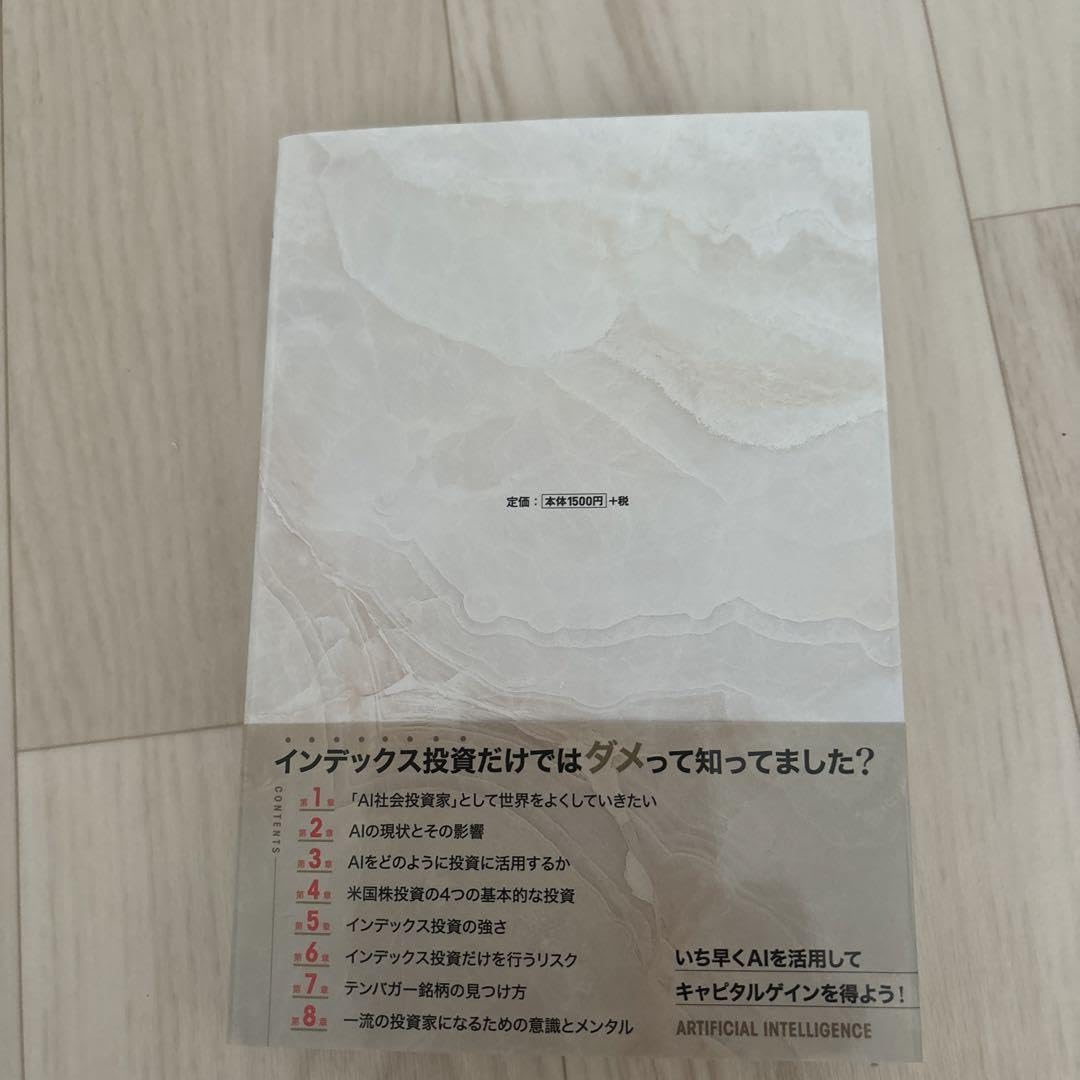 定価：本体1500円+税
インデックス投資だけではダメって知ってました？
CONTENTS
第1章 「AI社会投資家」として世界をよくしていきたい
第2章 AIの現状とその影響
第3章 AIをどのように投資に活用するか
第4章 米国株投資の4つの基本的な投資
第5章 インデックス投資の強さ
第6章 インデックス投資だけを行うリスク
第7章 テンバガー銘柄の見つけ方
第8章 一流の投資家になるための意識とメンタル
いち早くAIを活用して
キャピタルゲインを得よう！
ARTIFICIAL INTELLIGENCE